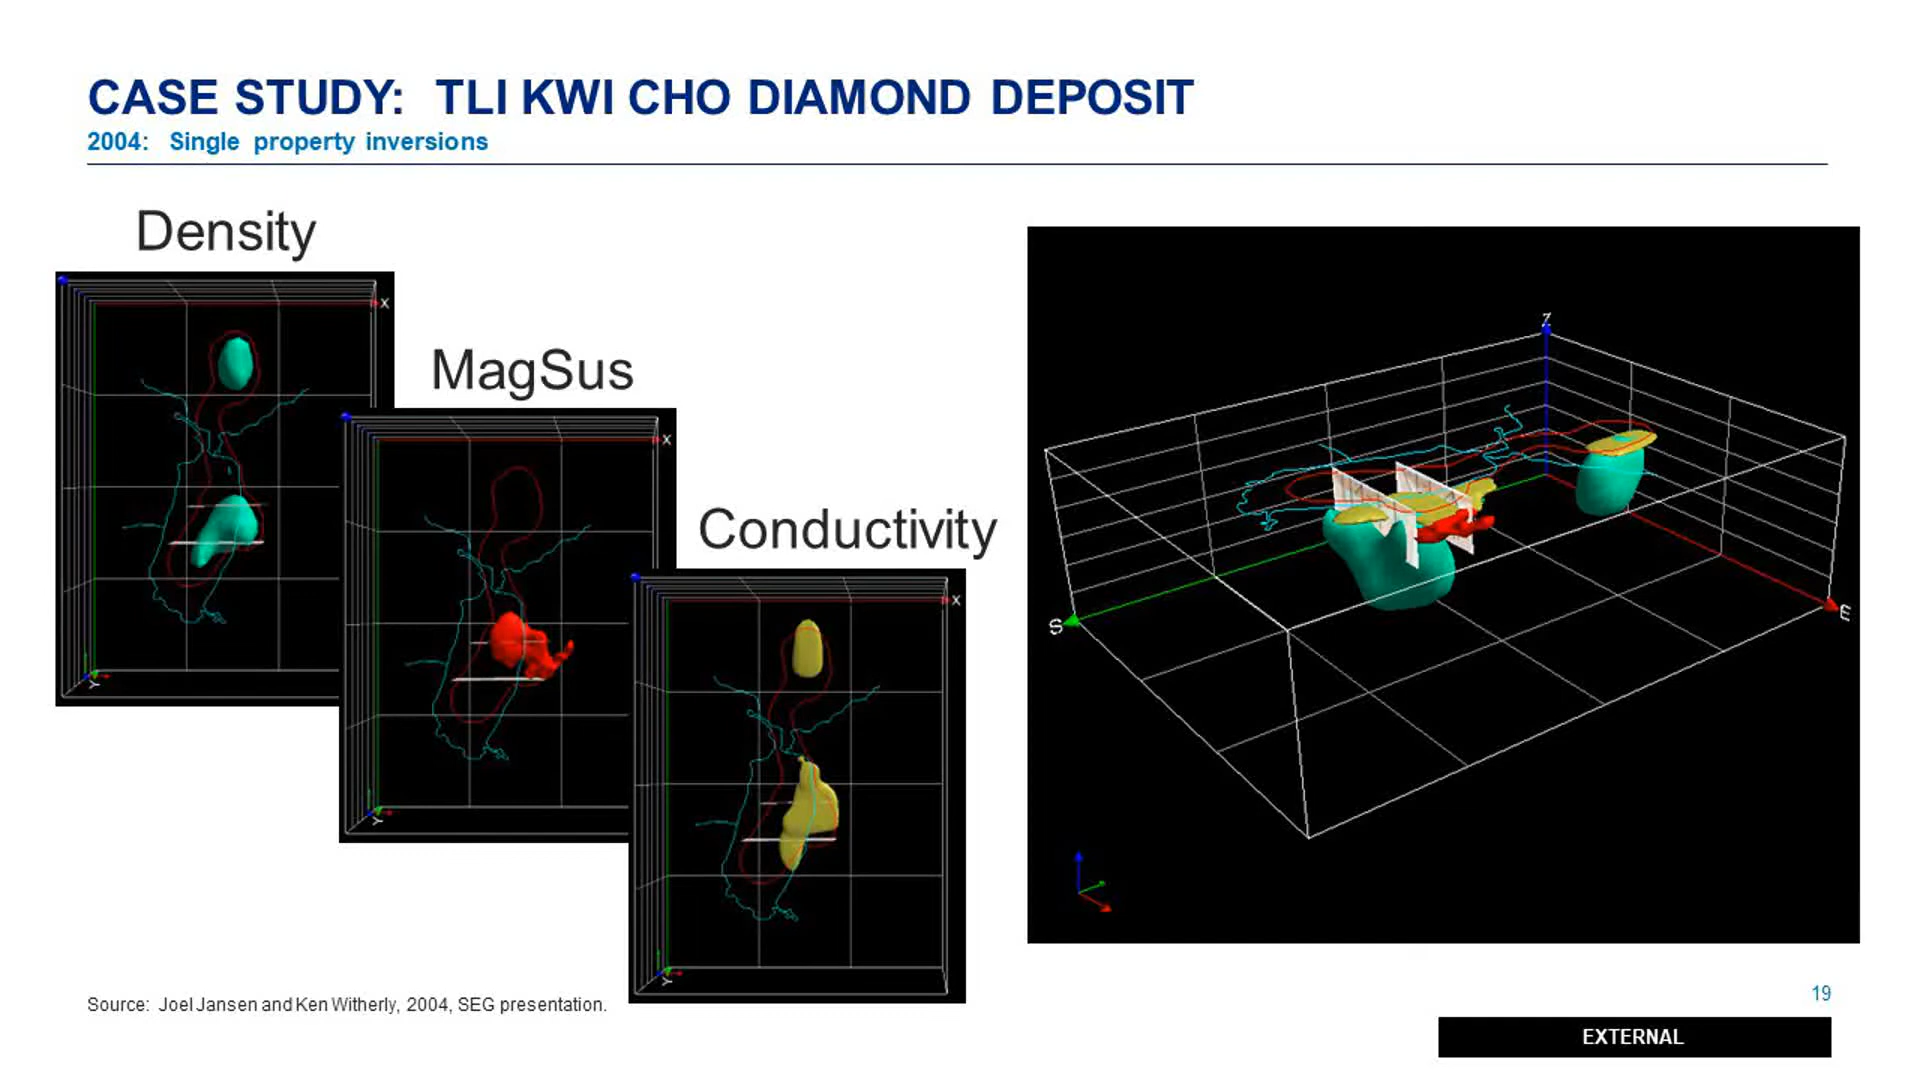 CASE STUDY: TLI KWI CHO DIAMOND DEPOSIT
2004: Single property inversions
Density
X
Y
MagSus
X
Y
Conductivity
X
Y
Z
S
E
Source: Joel Jansen and Ken Witherly, 2004, SEG presentation.
19
EXTERNAL